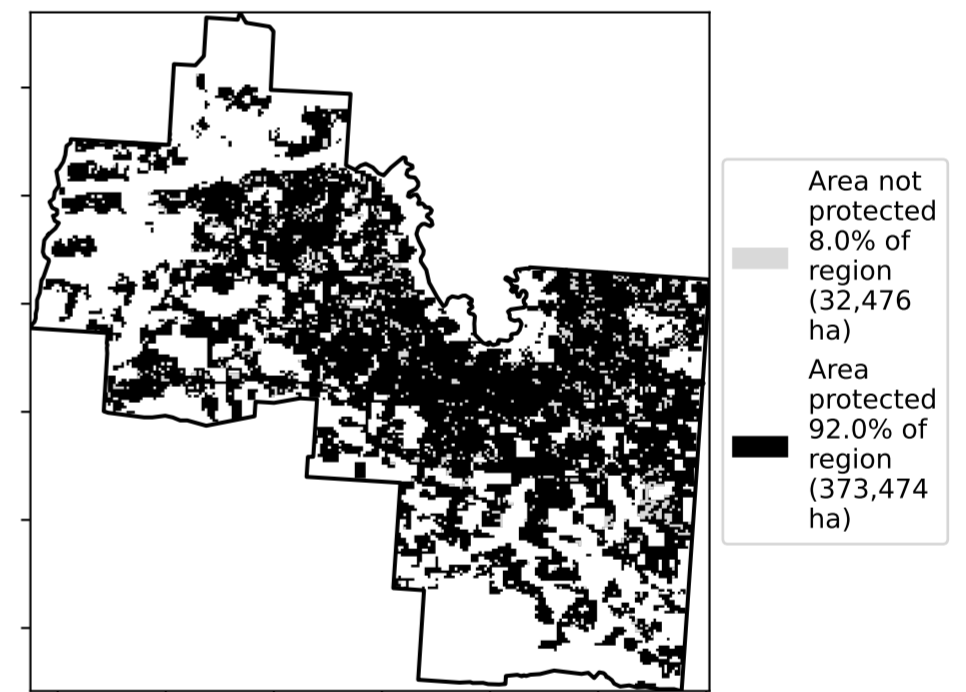 Area not
protected
8.0% of
region
(32,476
ha)
Area
protected
92.0% of
region
(373,474
ha)